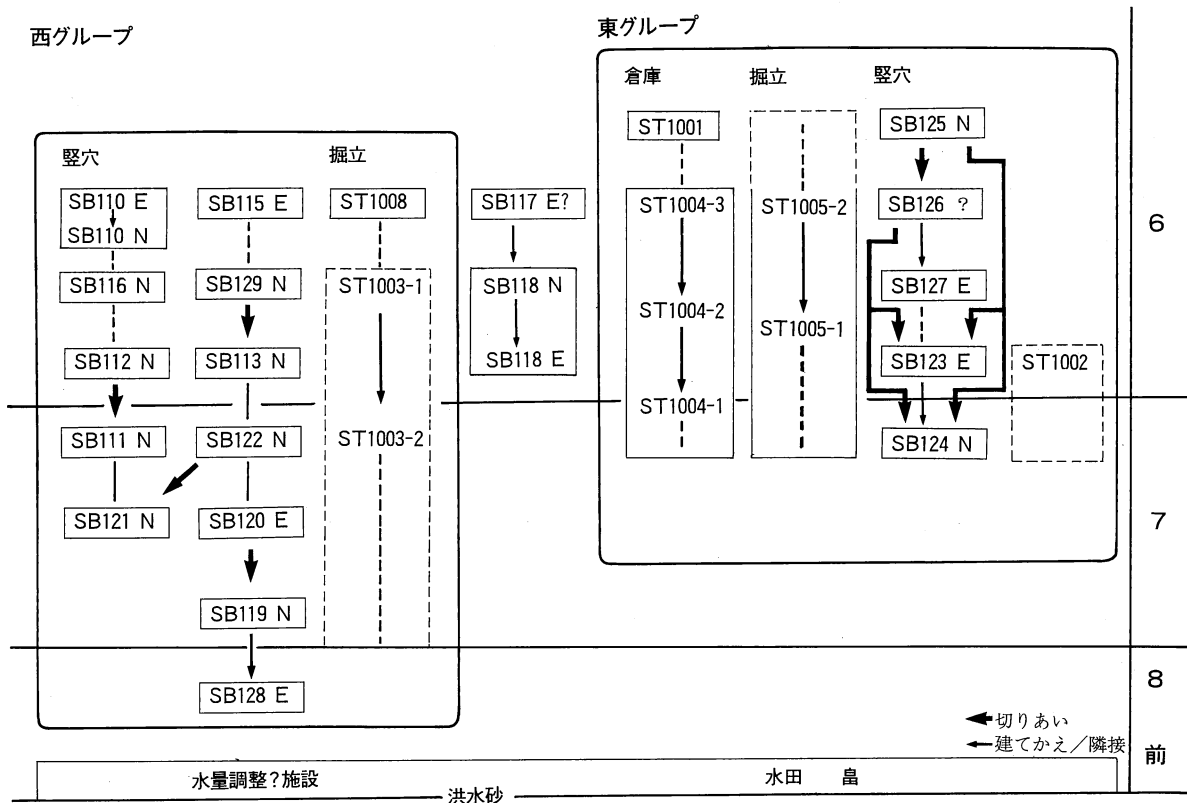 西グループ
竪穴
掘立
SB110 E
SB110 N
SB115 E
ST1008
SB116 N
SB129 N
ST1003-1
SB112 N
SB113 N
SB111 N
SB122 N
ST1003-2
SB121 N
SB120 E
SB119 N
SB128 E
SB117 E?
SB118 N
SB118 E
東グループ
倉庫
掘立
竪穴
ST1001
SB125 N
ST1004-3
ST1005-2
SB126 ?
SB127 E
ST1004-2
ST1005-1
SB123 E
ST1002
ST1004-1
SB124 N
6
7
8
前
切りあい
建てかえ/隣接
水量調整?施設
水田 畠
洪水砂